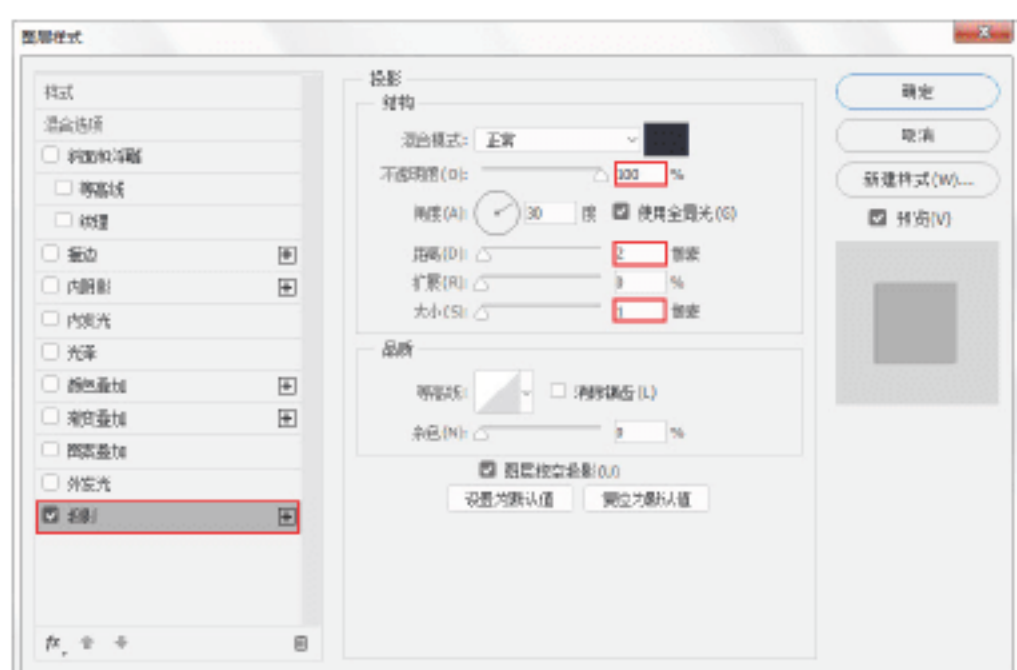 图层样式
样式
混合选项
斜面和浮雕
等高线
纹理
描边
内阴影
内发光
光泽
颜色叠加
渐变叠加
图案叠加
外发光
投影
fx
投影
结构
混合模式: 正常
不透明度(O): 100 %
角度(A): 30 度 使用全局光(G)
距离(D): 2 像素
扩展(R): 0 %
大小(S): 1 像素
品质
等高线: 消除锯齿(L)
杂色(N): 0 %
图层挖空投影(U)
设置为默认值 复位为默认值
确定
取消
新建样式(W)...
预览(V)